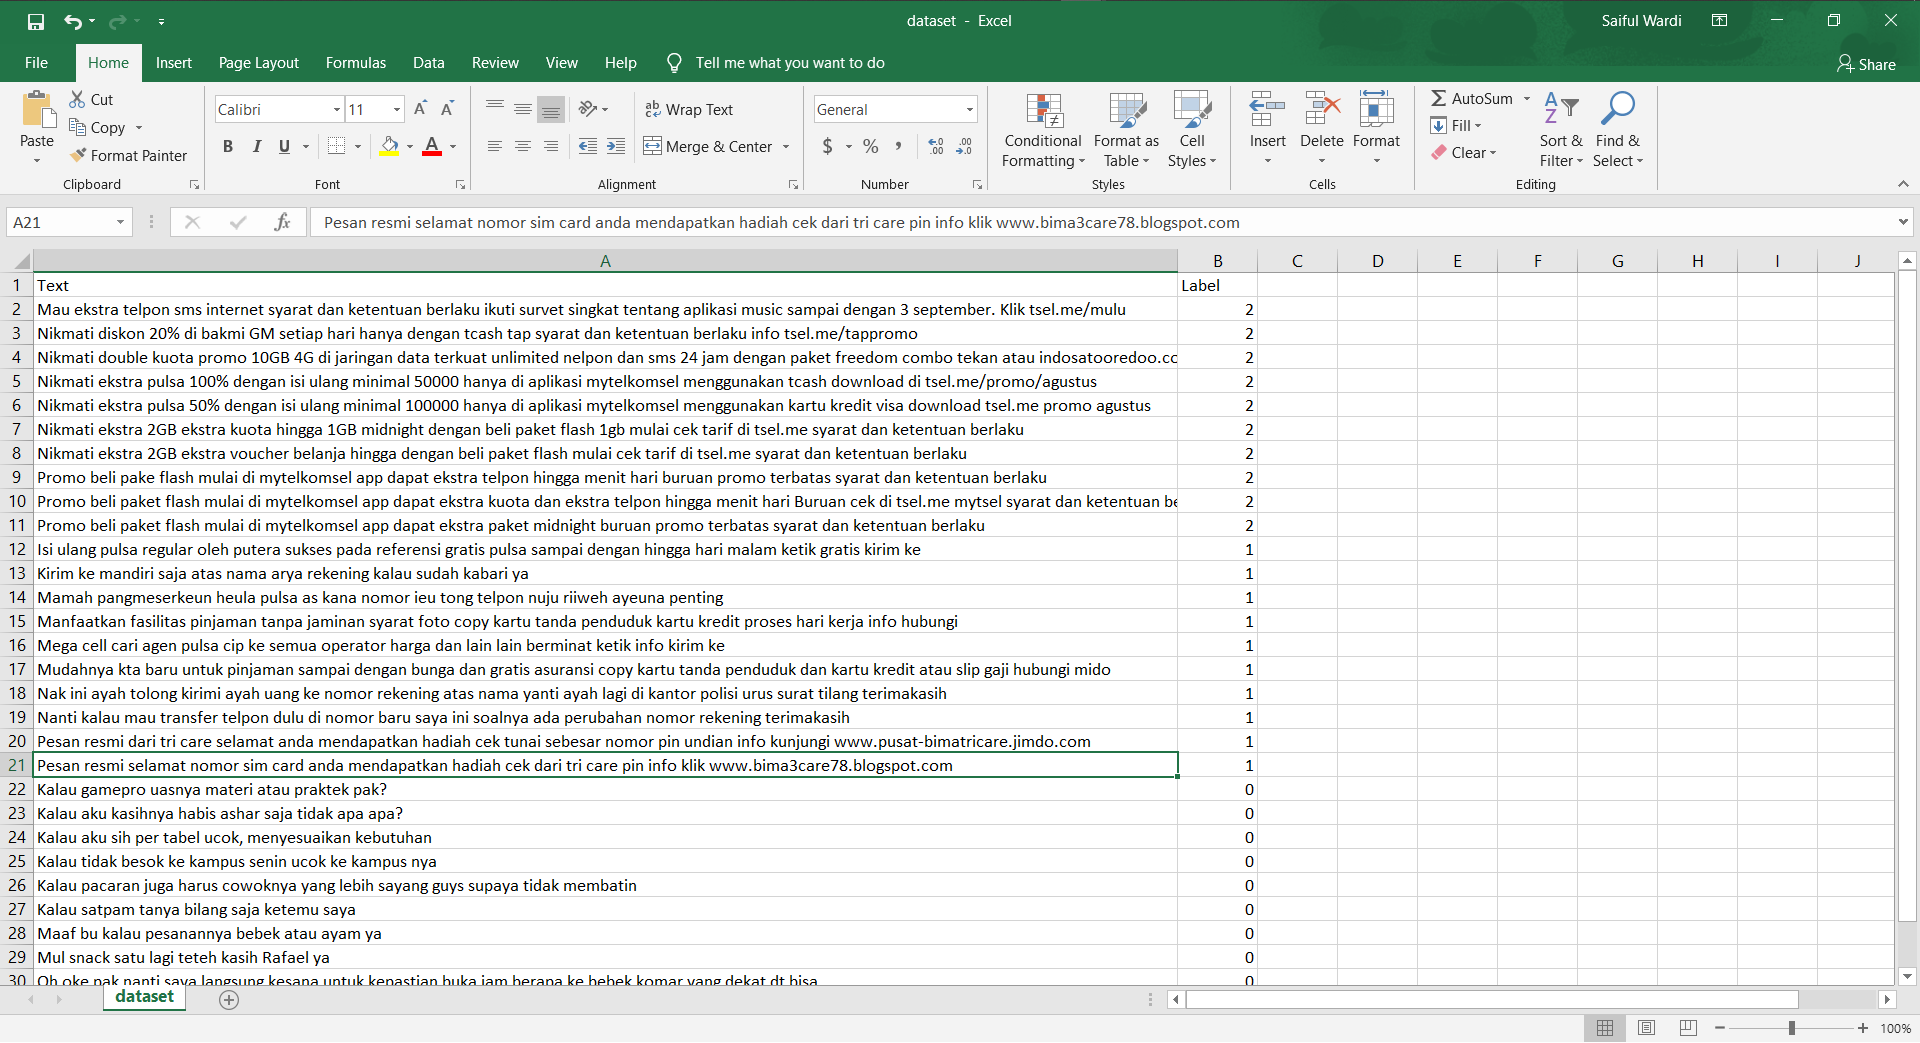 dataset - Excel
Saiful Wardi
File Home Insert Page Layout Formulas Data Review View Help Tell me what you want to do Share
Paste
Cut
Copy
Format Painter
Clipboard
Calibri 11
B I U
Font
Wrap Text
Merge & Center
Alignment
General
$ % ,
Number
Conditional Formatting
Format as Table
Cell Styles
Styles
Insert Delete Format
Cells
AutoSum
Fill
Clear
Sort & Filter
Find & Select
Editing
A21 fx Pesan resmi selamat nomor sim card anda mendapatkan hadiah cek dari tri care pin info klik www.bima3care78.blogspot.com
A B C D E F G H I J
1 Text Label
2 Mau ekstra telpon sms internet syarat dan ketentuan berlaku ikuti survet singkat tentang aplikasi music sampai dengan 3 september. Klik tsel.me/mulu 2
3 Nikmati diskon 20% di bakmi GM setiap hari hanya dengan tcash tap syarat dan ketentuan berlaku info tsel.me/tappromo 2
4 Nikmati double kuota promo 10GB 4G di jaringan data terkuat unlimited nelpon dan sms 24 jam dengan paket freedom combo tekan atau indosatooredoo.cc 2
5 Nikmati ekstra pulsa 100% dengan isi ulang minimal 50000 hanya di aplikasi mytelkomsel menggunakan tcash download di tsel.me/promo/agustus 2
6 Nikmati ekstra pulsa 50% dengan isi ulang minimal 100000 hanya di aplikasi mytelkomsel menggunakan kartu kredit visa download tsel.me promo agustus 2
7 Nikmati ekstra 2GB ekstra kuota hingga 1GB midnight dengan beli paket flash 1gb mulai cek tarif di tsel.me syarat dan ketentuan berlaku 2
8 Nikmati ekstra 2GB ekstra voucher belanja hingga dengan beli paket flash mulai cek tarif di tsel.me syarat dan ketentuan berlaku 2
9 Promo beli pake flash mulai di mytelkomsel app dapat ekstra telpon hingga menit hari buruan promo terbatas syarat dan ketentuan berlaku 2
10 Promo beli paket flash mulai di mytelkomsel app dapat ekstra kuota dan ekstra telpon hingga menit hari Buruan cek di tsel.me mytsel syarat dan ketentuan be 2
11 Promo beli paket flash mulai di mytelkomsel app dapat ekstra paket midnight buruan promo terbatas syarat dan ketentuan berlaku 2
12 Isi ulang pulsa regular oleh putera sukses pada referensi gratis pulsa sampai dengan hingga hari malam ketik gratis kirim ke 1
13 Kirim ke mandiri saja atas nama arya rekening kalau sudah kabari ya 1
14 Mamah pangmeserkeun heula pulsa as kana nomor ieu tong telpon nuju riiweh ayeuna penting 1
15 Manfaatkan fasilitas pinjaman tanpa jaminan syarat foto copy kartu tanda penduduk kartu kredit proses hari kerja info hubungi 1
16 Mega cell cari agen pulsa cip ke semua operator harga dan lain lain berminat ketik info kirim ke 1
17 Mudahnya kta baru untuk pinjaman sampai dengan bunga dan gratis asuransi copy kartu tanda penduduk dan kartu kredit atau slip gaji hubungi mido 1
18 Nak ini ayah tolong kirimi ayah uang ke nomor rekening atas nama yanti ayah lagi di kantor polisi urus surat tilang terimakasih 1
19 Nanti kalau mau transfer telpon dulu di nomor baru saya ini soalnya ada perubahan nomor rekening terimakasih 1
20 Pesan resmi dari tri care selamat anda mendapatkan hadiah cek tunai sebesar nomor pin undian info kunjungi www.pusat-bimatricare.jimdo.com 1
21 Pesan resmi selamat nomor sim card anda mendapatkan hadiah cek dari tri care pin info klik www.bima3care78.blogspot.com 1
22 Kalau gamepro uasnya materi atau praktek pak? 0
23 Kalau aku kasihnya habis ashar saja tidak apa apa? 0
24 Kalau aku sih per tabel ucok, menyesuaikan kebutuhan 0
25 Kalau tidak besok ke kampus senin ucok ke kampus nya 0
26 Kalau pacaran juga harus cowoknya yang lebih sayang guys supaya tidak membatin 0
27 Kalau satpam tanya bilang saja ketemu saya 0
28 Maaf bu kalau pesanannya bebek atau ayam ya 0
29 Mul snack satu lagi teteh kasih Rafael ya 0
30 Oh oke pak nanti saya langsung kesana untuk kepastian buka jam berapa ke bebek komar yang dekat dt bisa 0
dataset
100%